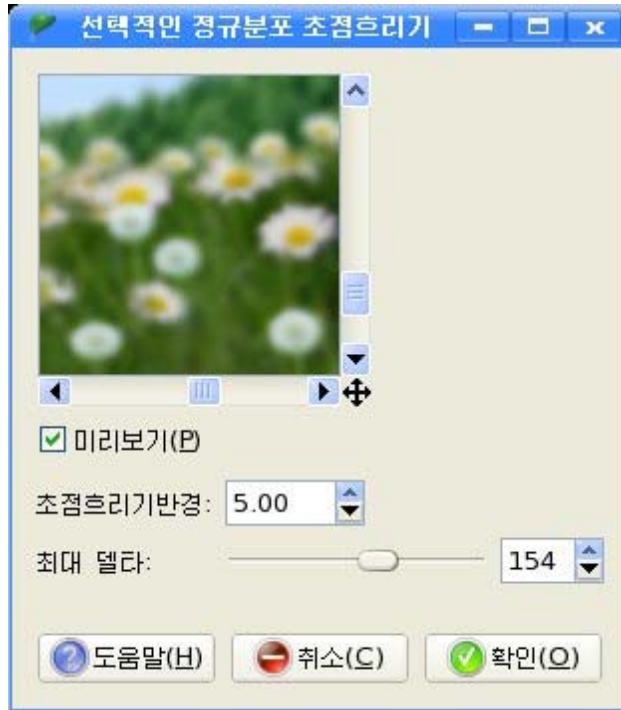 선택적인 정규분포 초점흐리기
미리보기(P)
초점흐리기반경: 5.00
최대 델타: 154
도움말(H) 취소(C) 확인(O)